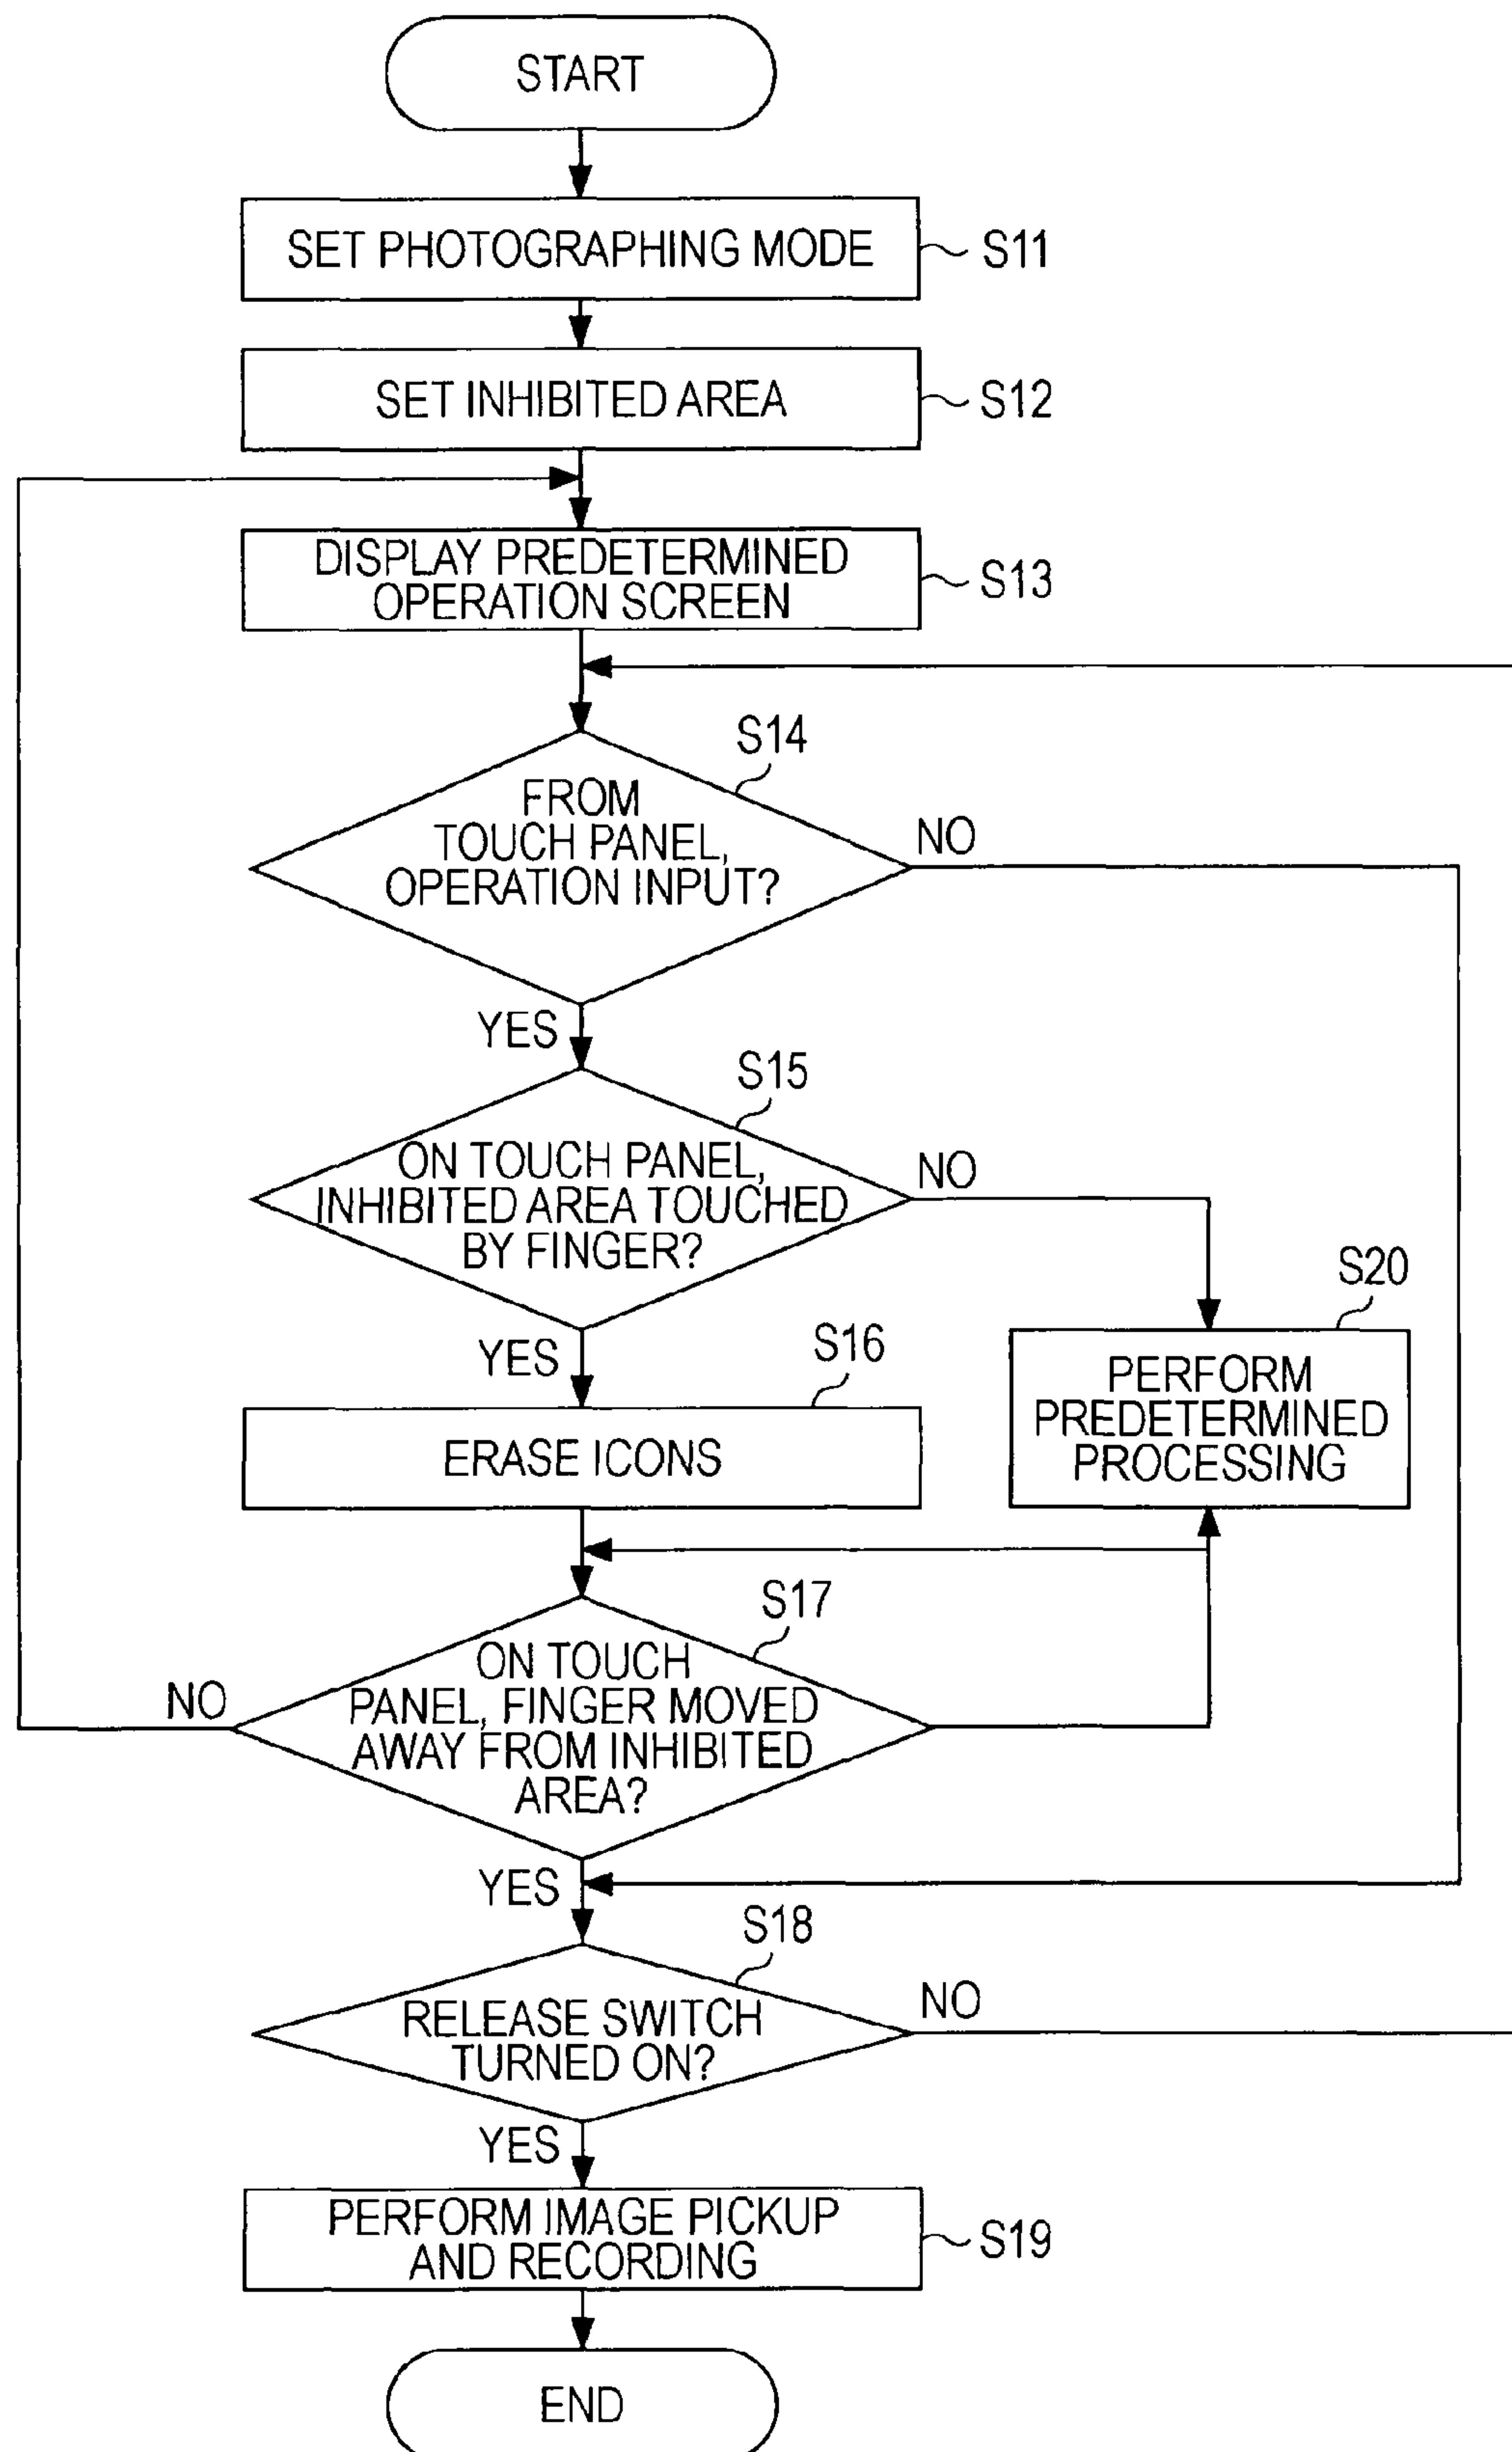 START
SET PHOTOGRAPHING MODE
S11
SET INHIBITED AREA
S12
DISPLAY PREDETERMINED
OPERATION SCREEN
S13
S14
FROM
TOUCH PANEL,
OPERATION INPUT?
NO
YES
S15
ON TOUCH PANEL,
INHIBITED AREA TOUCHED
BY FINGER?
NO
YES
S20
PERFORM
PREDETERMINED
PROCESSING
S16
ERASE ICONS
S17
ON TOUCH
PANEL, FINGER MOVED
AWAY FROM INHIBITED
AREA?
NO
YES
S18
RELEASE SWITCH
TURNED ON?
NO
YES
PERFORM IMAGE PICKUP
AND RECORDING
S19
END